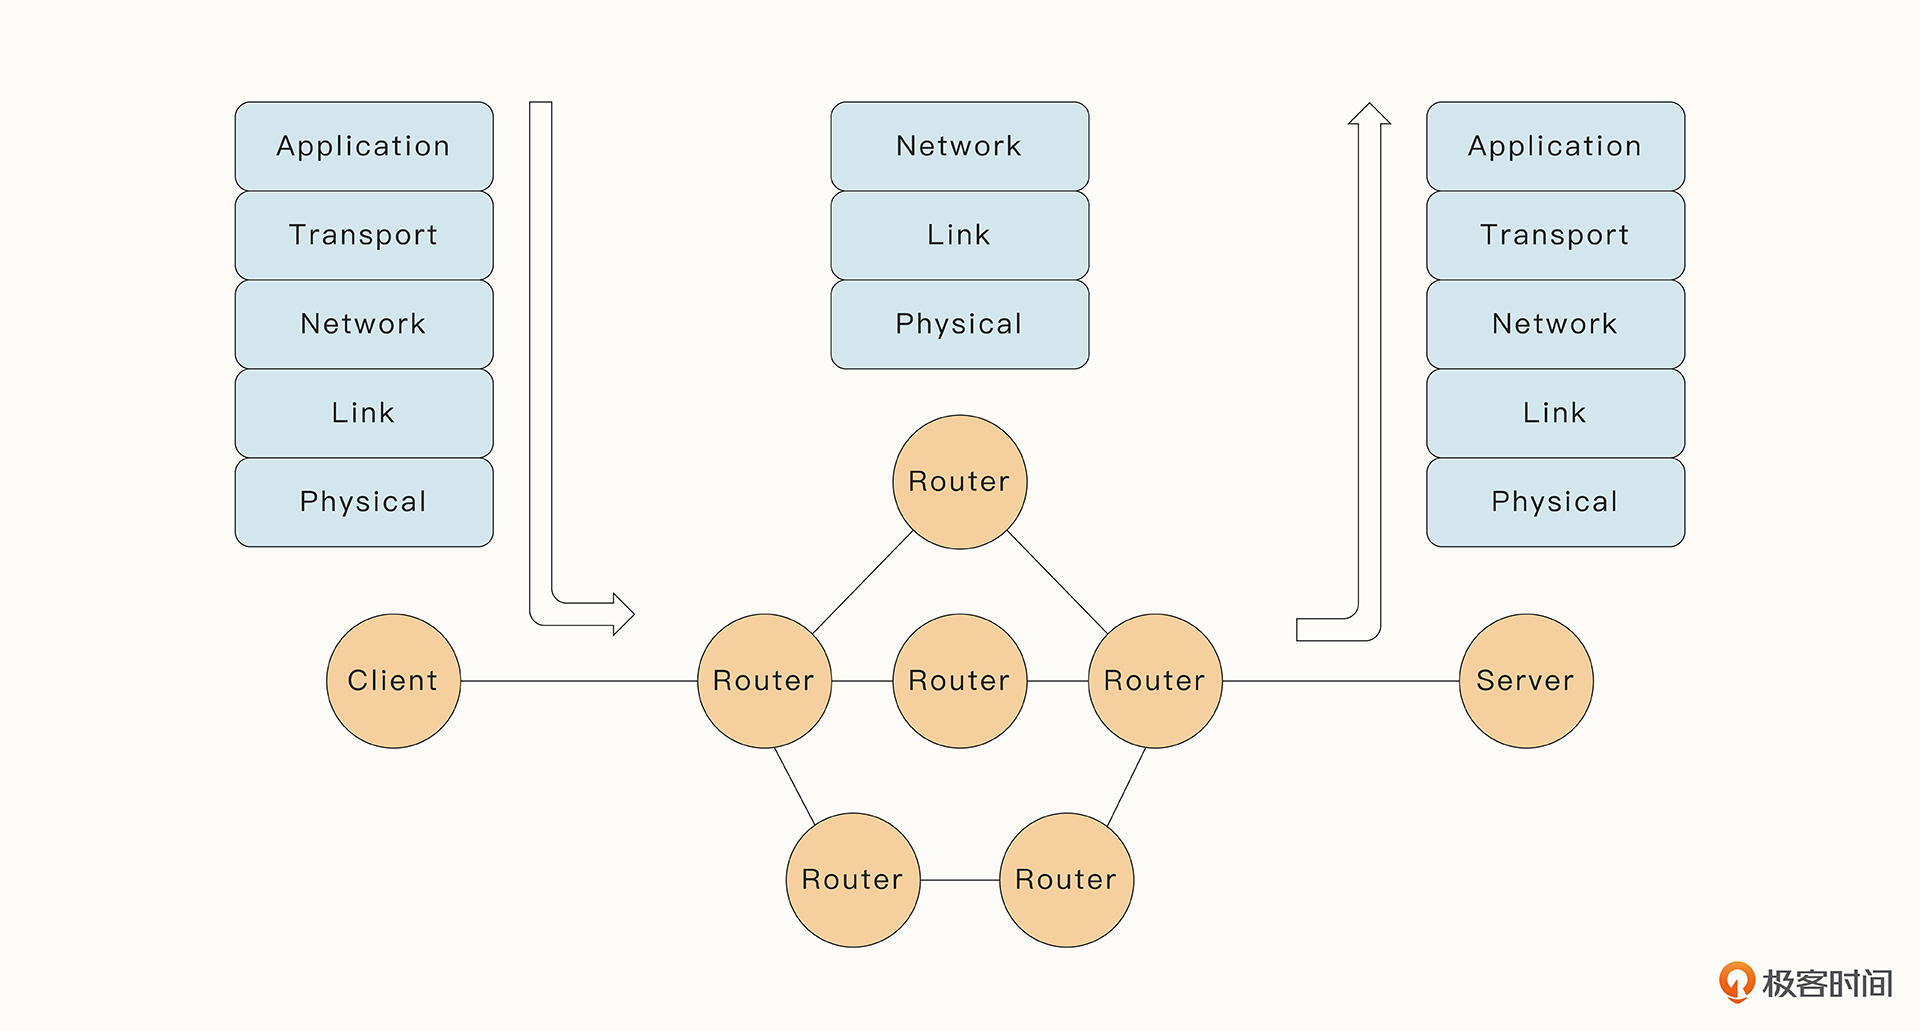 Application
Transport
Network
Link
Physical
Network
Link
Physical
Application
Transport
Network
Link
Physical
Router
Client
Router
Router
Router
Server
Router
Router
极客时间